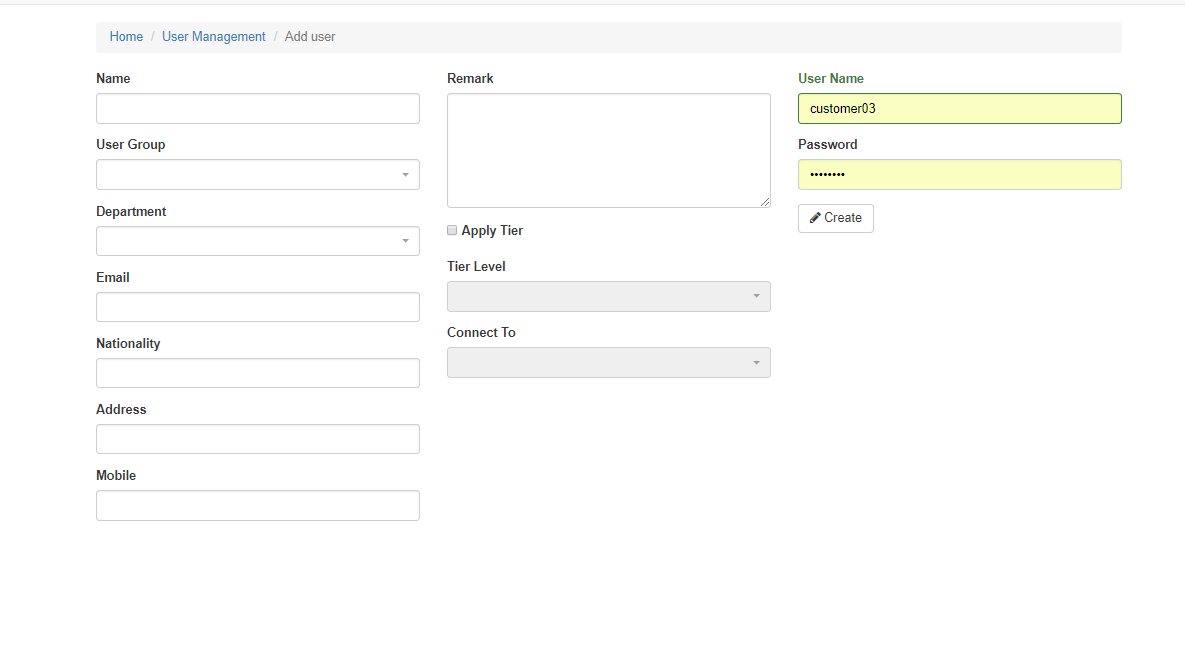 Home / User Management / Add user
Name
User Group
Department
Email
Nationality
Address
Mobile
Remark
Apply Tier
Tier Level
Connect To
User Name
customer03
Password
••••••••
Create